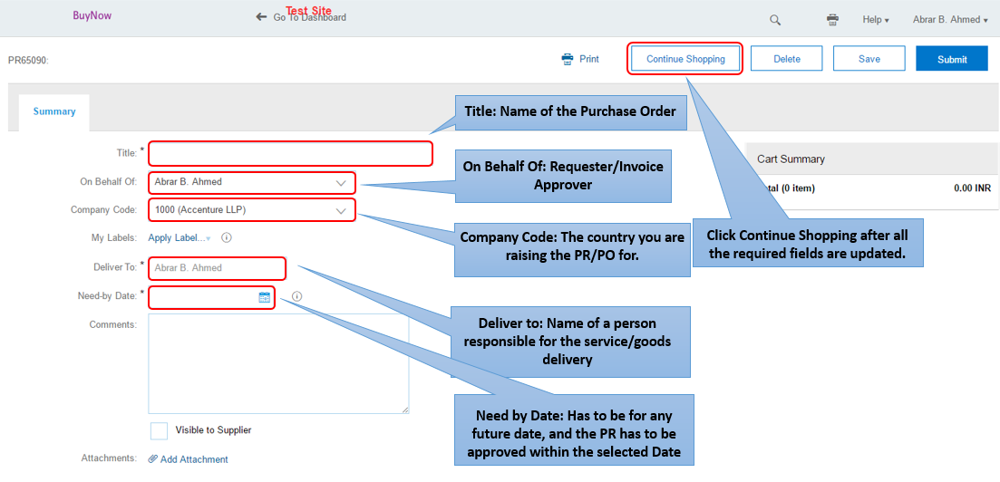 BuyNow
Go To Dashboard
Test Site
Help
Abrar B. Ahmed
PR65090:
Print
Continue Shopping
Delete
Save
Submit
Summary
Title: Name of the Purchase Order
Title: *
On Behalf Of: Requester/Invoice
Approver
On Behalf Of:
Abrar B. Ahmed
Company Code:
1000 (Accenture LLP)
Company Code: The country you are
raising the PR/PO for.
My Labels:
Apply Label...
Cart Summary
(0 item)
0.00 INR
Click Continue Shopping after all
the required fields are updated.
Deliver To: *
Abrar B. Ahmed
Need-by Date: *
Deliver to: Name of a person
responsible for the service/goods
delivery
Comments:
Need by Date: Has to be for any
future date, and the PR has to be
approved within the selected Date
Visible to Supplier
Attachments:
Add Attachment